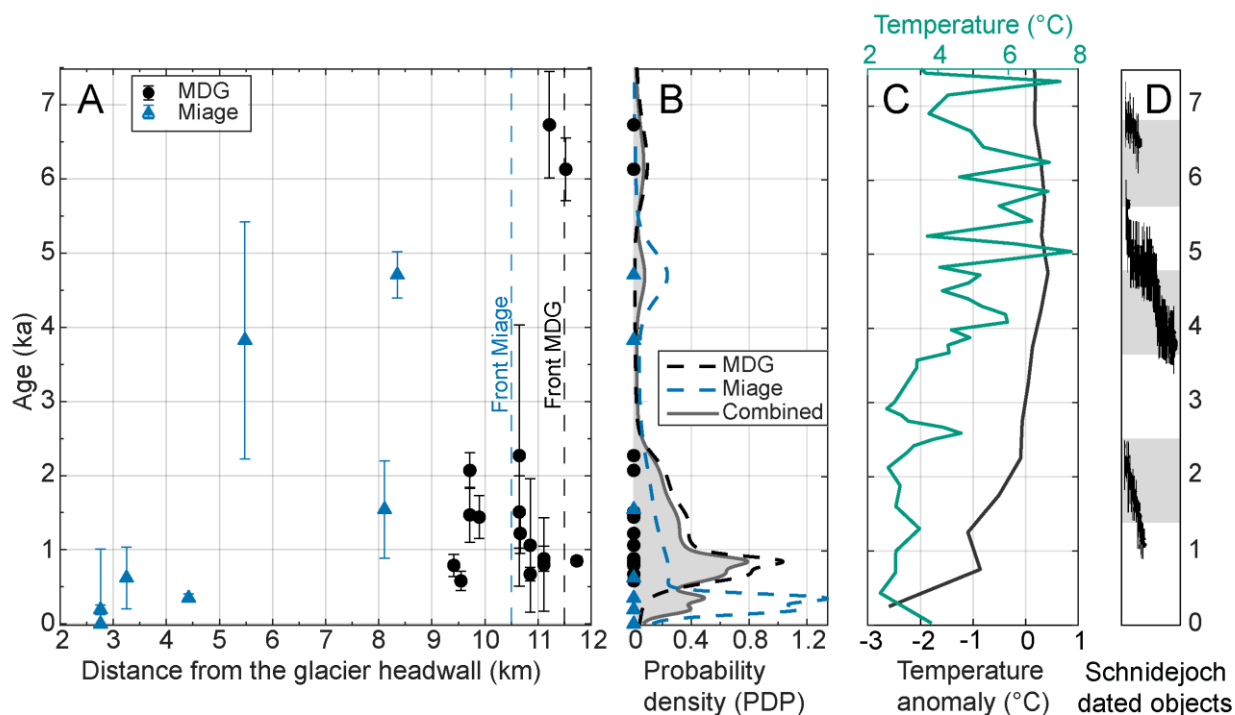 Temperature (°C)
2 4 6 8
A
MDG
Miage
B
C
D
7
6
5
4
3
2
1
0
Age (ka)
Front Miage
Front MDG
MDG
Miage
Combined
7
6
5
4
3
2
1
0
2 3 4 5 6 7 8 9 10 11 12
0 0.4 0.8 1.2
-3 -2 -1 0 1
Distance from the glacier headwall (km)
Probability
density (PDP)
Temperature
anomaly (°C)
Schnidejoch
dated objects